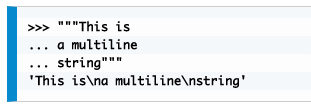 >>> """This is
... a multiline
... string"""
'This is\na multiline\nstring'